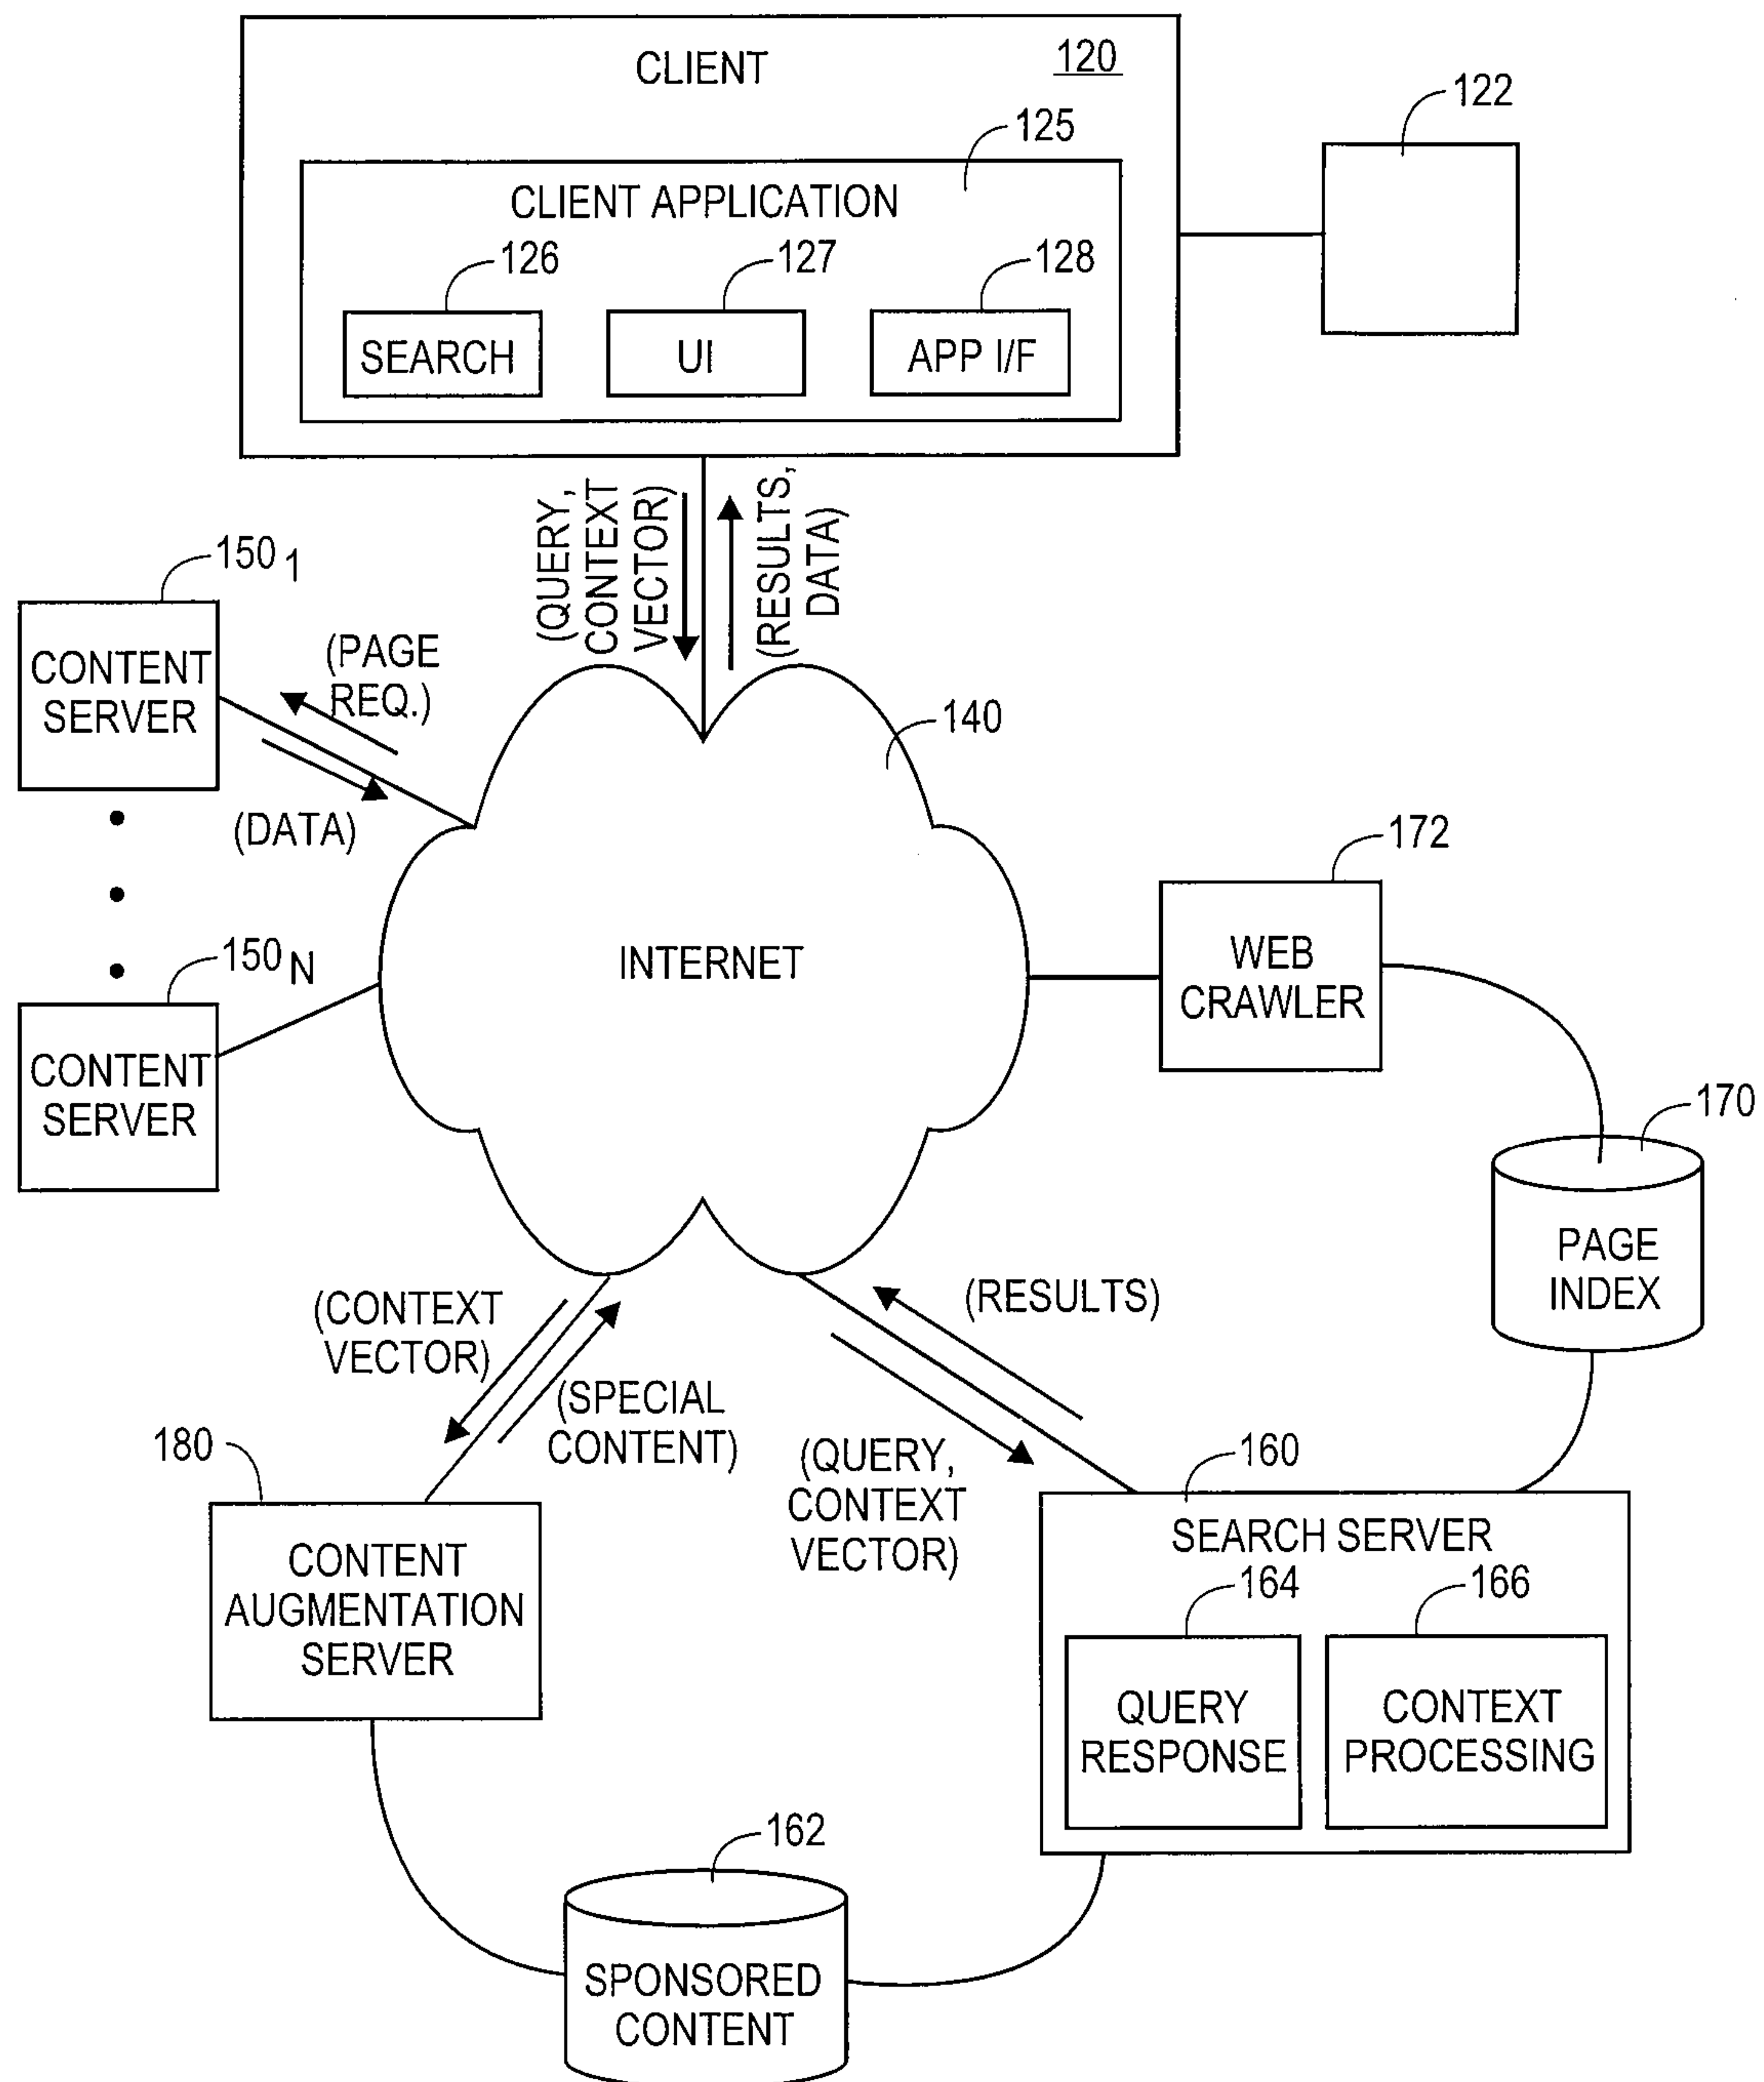 CLIENT
120
122
125
CLIENT APPLICATION
126
127
128
SEARCH
UI
APP I/F
(QUERY,
CONTEXT
VECTOR)
(RESULTS,
DATA)
150 1
CONTENT
SERVER
(PAGE
REQ.)
(DATA)
140
INTERNET
150 N
CONTENT
SERVER
172
WEB
CRAWLER
170
PAGE
INDEX
(CONTEXT
VECTOR)
(SPECIAL
CONTENT)
(RESULTS)
(QUERY,
CONTEXT
VECTOR)
180
CONTENT
AUGMENTATION
SERVER
160
SEARCH SERVER
164
166
QUERY
RESPONSE
CONTEXT
PROCESSING
162
SPONSORED
CONTENT